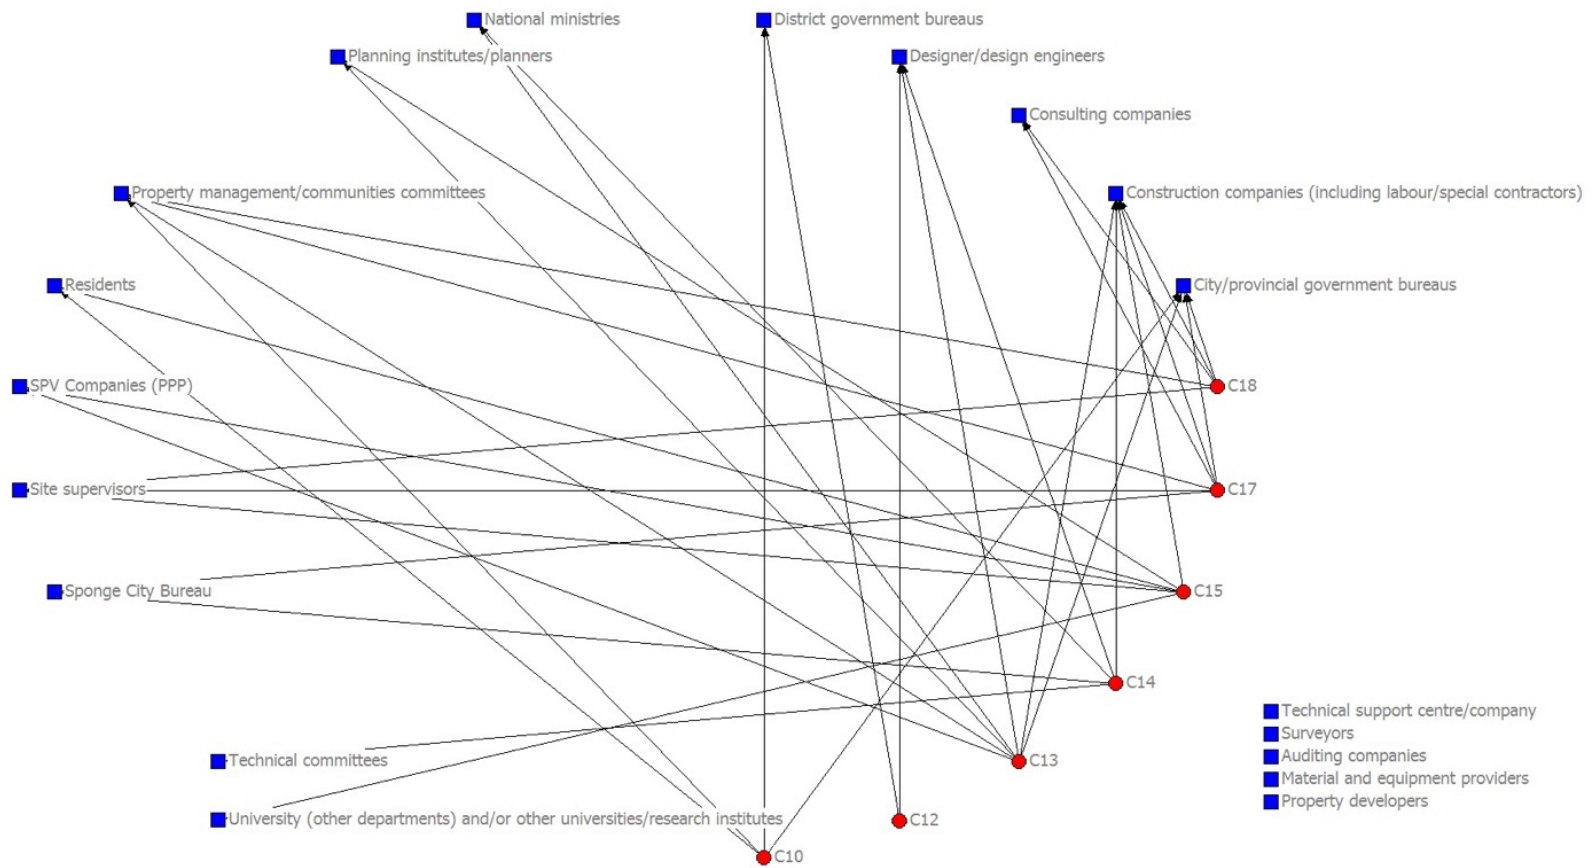 National ministries
District government bureaus
Planning institutes/planners
Designer/design engineers
Consulting companies
Property management/communities committees
Construction companies (including labour/special contractors)
Residents
City/provincial government bureaus
SPV Companies (PPP)
C18
Site supervisors
C17
Sponge City Bureau
C15
C14
Technical support centre/company
Surveyors
Technical committees
C13
Auditing companies
Material and equipment providers
Property developers
University (other departments) and/or other universities/research institutes
C12
C10